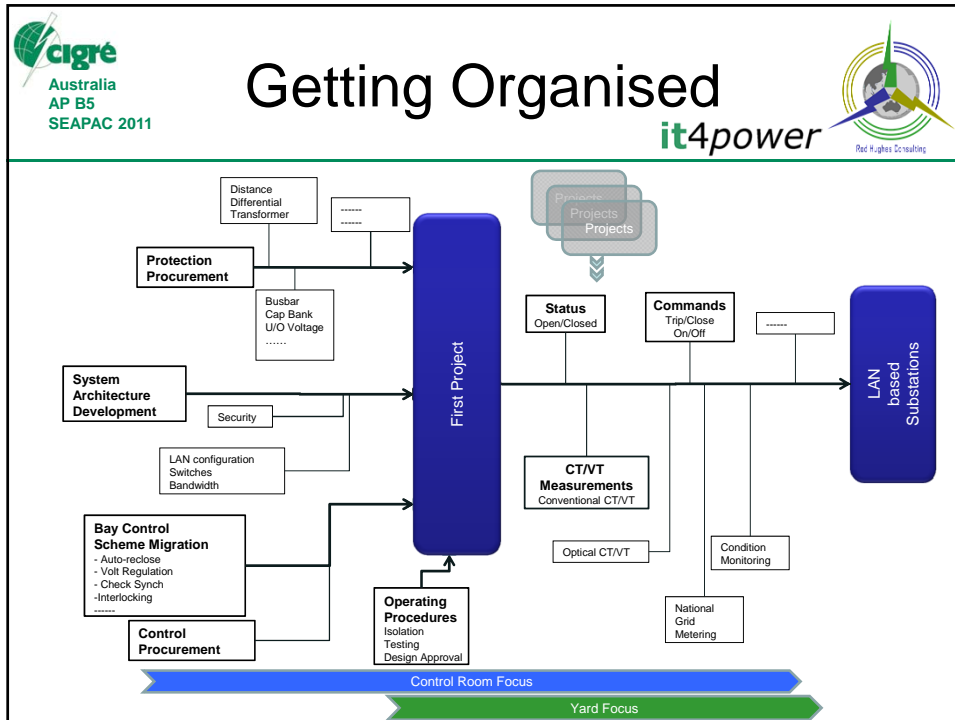 cigré
Australia
AP B5
SEAPAC 2011
Getting Organised
it4power
Rod Hughes Consulting
Distance
Differential
Transformer
------
------
Protection
Procurement
Busbar
Cap Bank
U/O Voltage
……
System
Architecture
Development
Security
LAN configuration
Switches
Bandwidth
Bay Control
Scheme Migration
- Auto-reclose
- Volt Regulation
- Check Synch
-Interlocking
------
Control
Procurement
Operating
Procedures
Isolation
Testing
Design Approval
First Project
Projects
Projects
Projects
Status
Open/Closed
Commands
Trip/Close
On/Off
------
CT/VT
Measurements
Conventional CT/VT
Optical CT/VT
National
Grid
Metering
Condition
Monitoring
LAN
based
Substations
Control Room Focus
Yard Focus